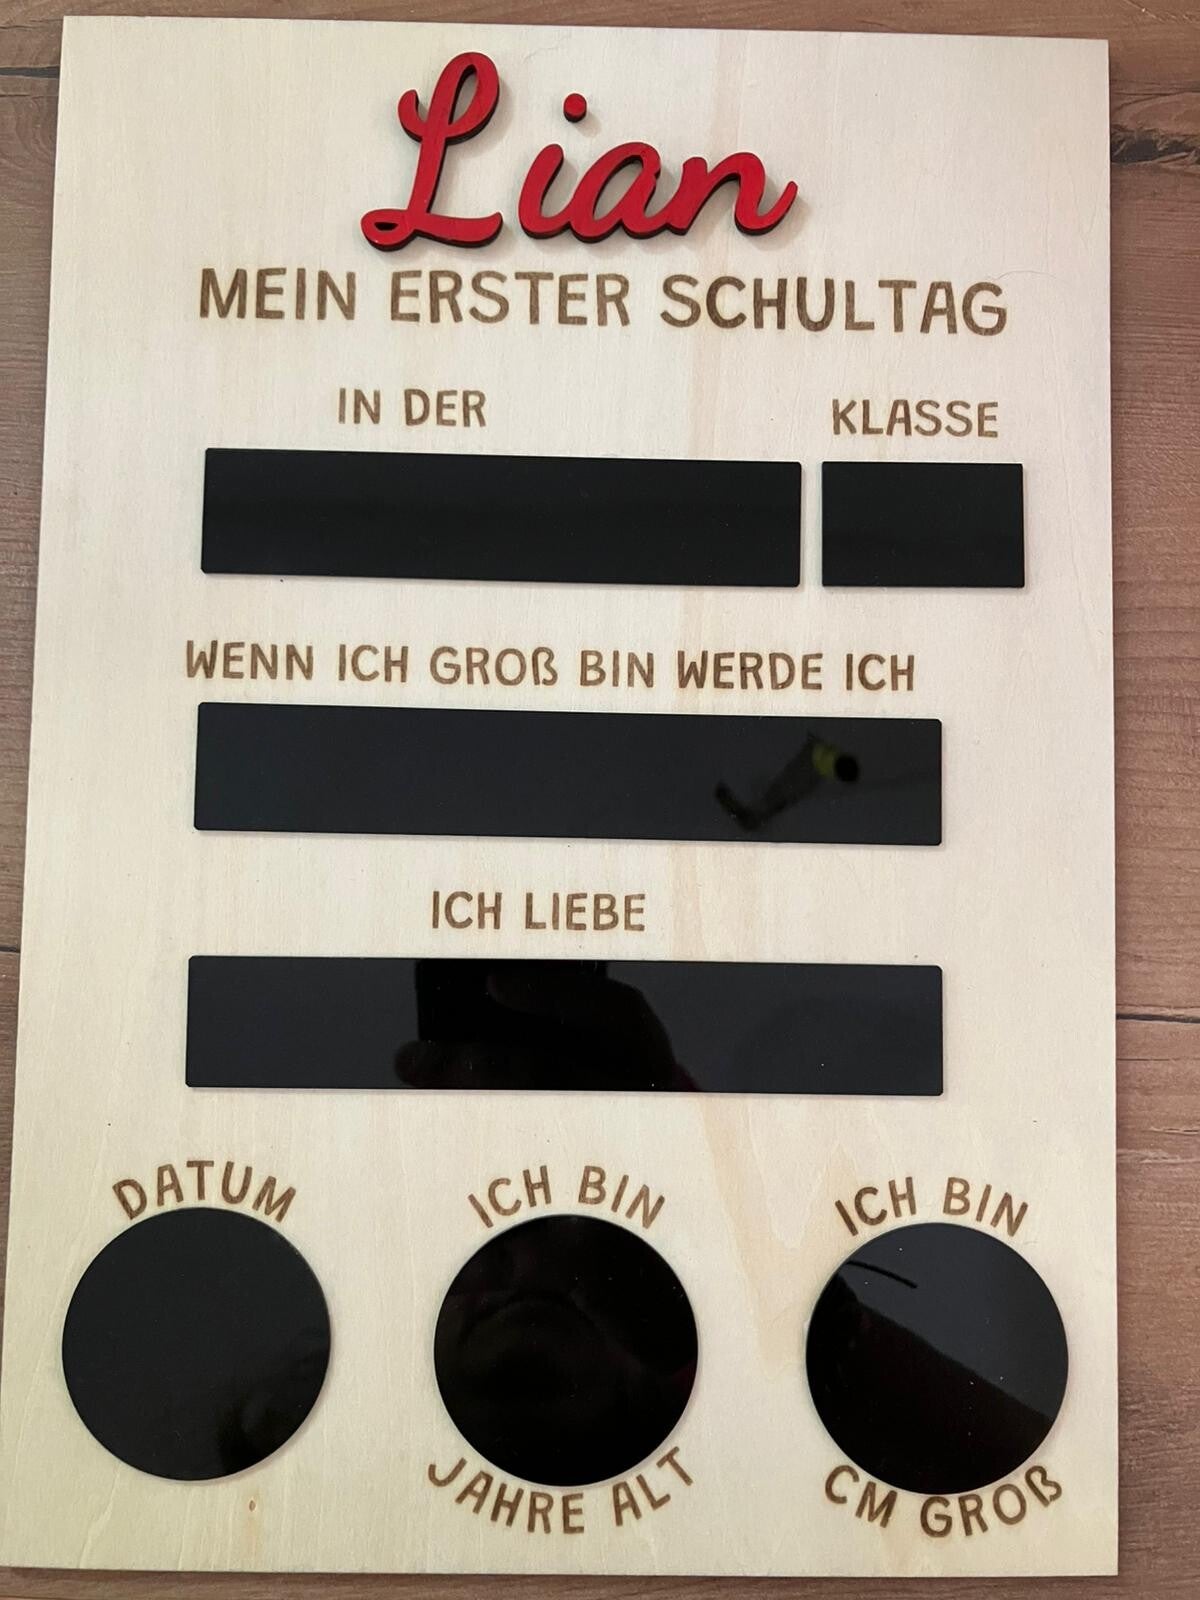 Lian
MEIN ERSTER SCHULTAG
IN DER KLASSE
WENN ICH GROß BIN WERDE ICH
ICH LIEBE
DATUM
ICH BIN
JAHRE ALT
ICH BIN
CM GROß